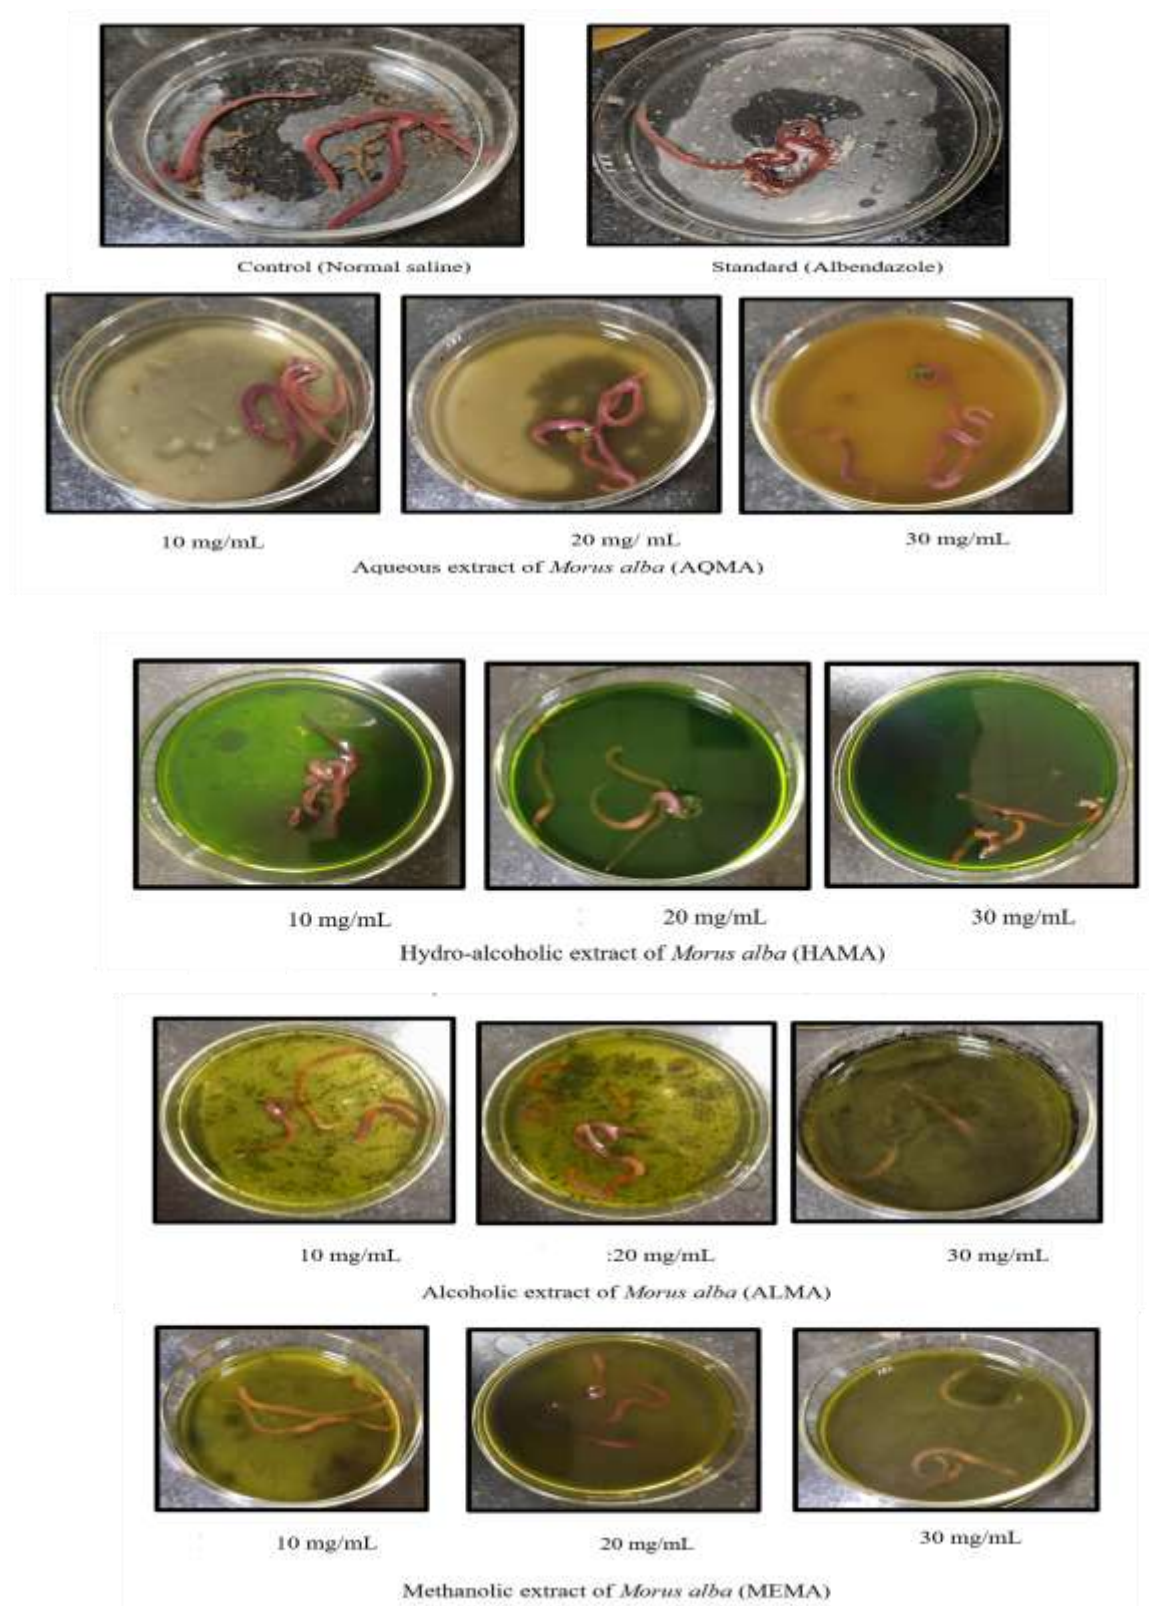 Control (Normal saline) Standard (Albendazole)
10 mg/mL 20 mg/ mL 30 mg/mL
Aqueous extract of Morus alba (AQMA)
10 mg/mL 20 mg/mL 30 mg/mL
Hydro-alcoholic extract of Morus alba (HAMA)
10 mg/mL :20 mg/mL 30 mg/mL
Alcoholic extract of Morus alba (ALMA)
10 mg/mL 20 mg/mL 30 mg/mL
Methanolic extract of Morus alba (MEMA)